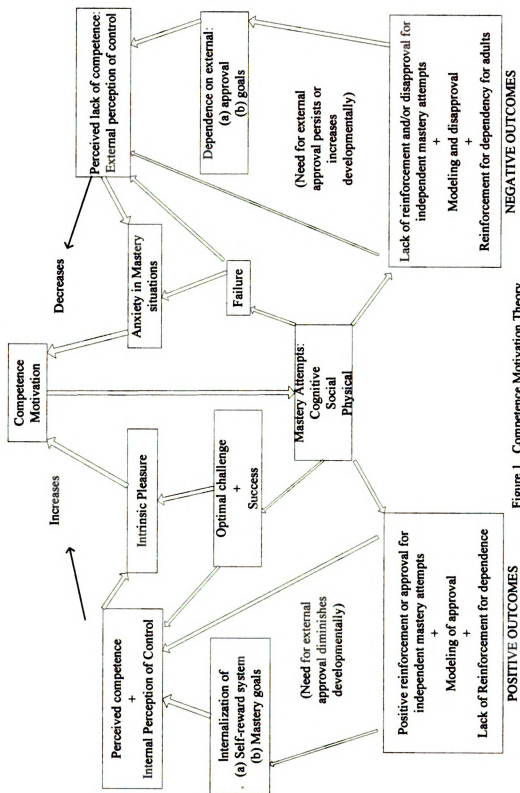 Competence
Motivation
Increases
Decreases
Perceived competence
+
Internal Perception of Control
Intrinsic Pleasure
Anxiety in Mastery
situations
Perceived lack of competence:
External perception of control
Internalization of
(a) Self-reward system
(b) Mastery goals
Optimal challenge
+
Success
Failure
Dependence on external:
(a) approval
(b) goals
(Need for external
approval diminishes
developmentally)
Mastery Attempts:
Cognitive
Social
Physical
(Need for external
approval persists or
increases
developmentally)
Positive reinforcement or approval for
independent mastery attempts
+
Modeling of approval
+
Lack of Reinforcement for dependence
Lack of reinforcement and/or disapproval for
independent mastery attempts
+
Modeling and disapproval
+
Reinforcement for dependency for adults
POSITIVE OUTCOMES
NEGATIVE OUTCOMES
Figure 1 Competence Motivation Theory